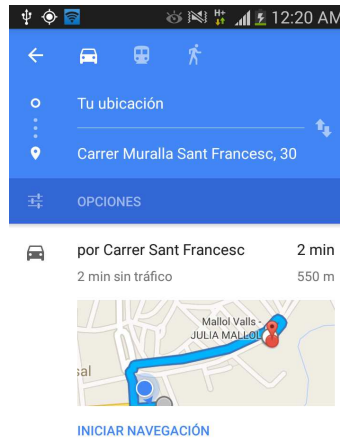 H+
12:20 AM
Tu ubicación
Carrer Muralla Sant Francesc, 30
OPCIONES
por Carrer Sant Francesc 2 min
2 min sin tráfico 550 m
Mallol Valls -
JULIA MALLOL
sal
INICIAR NAVEGACIÓN